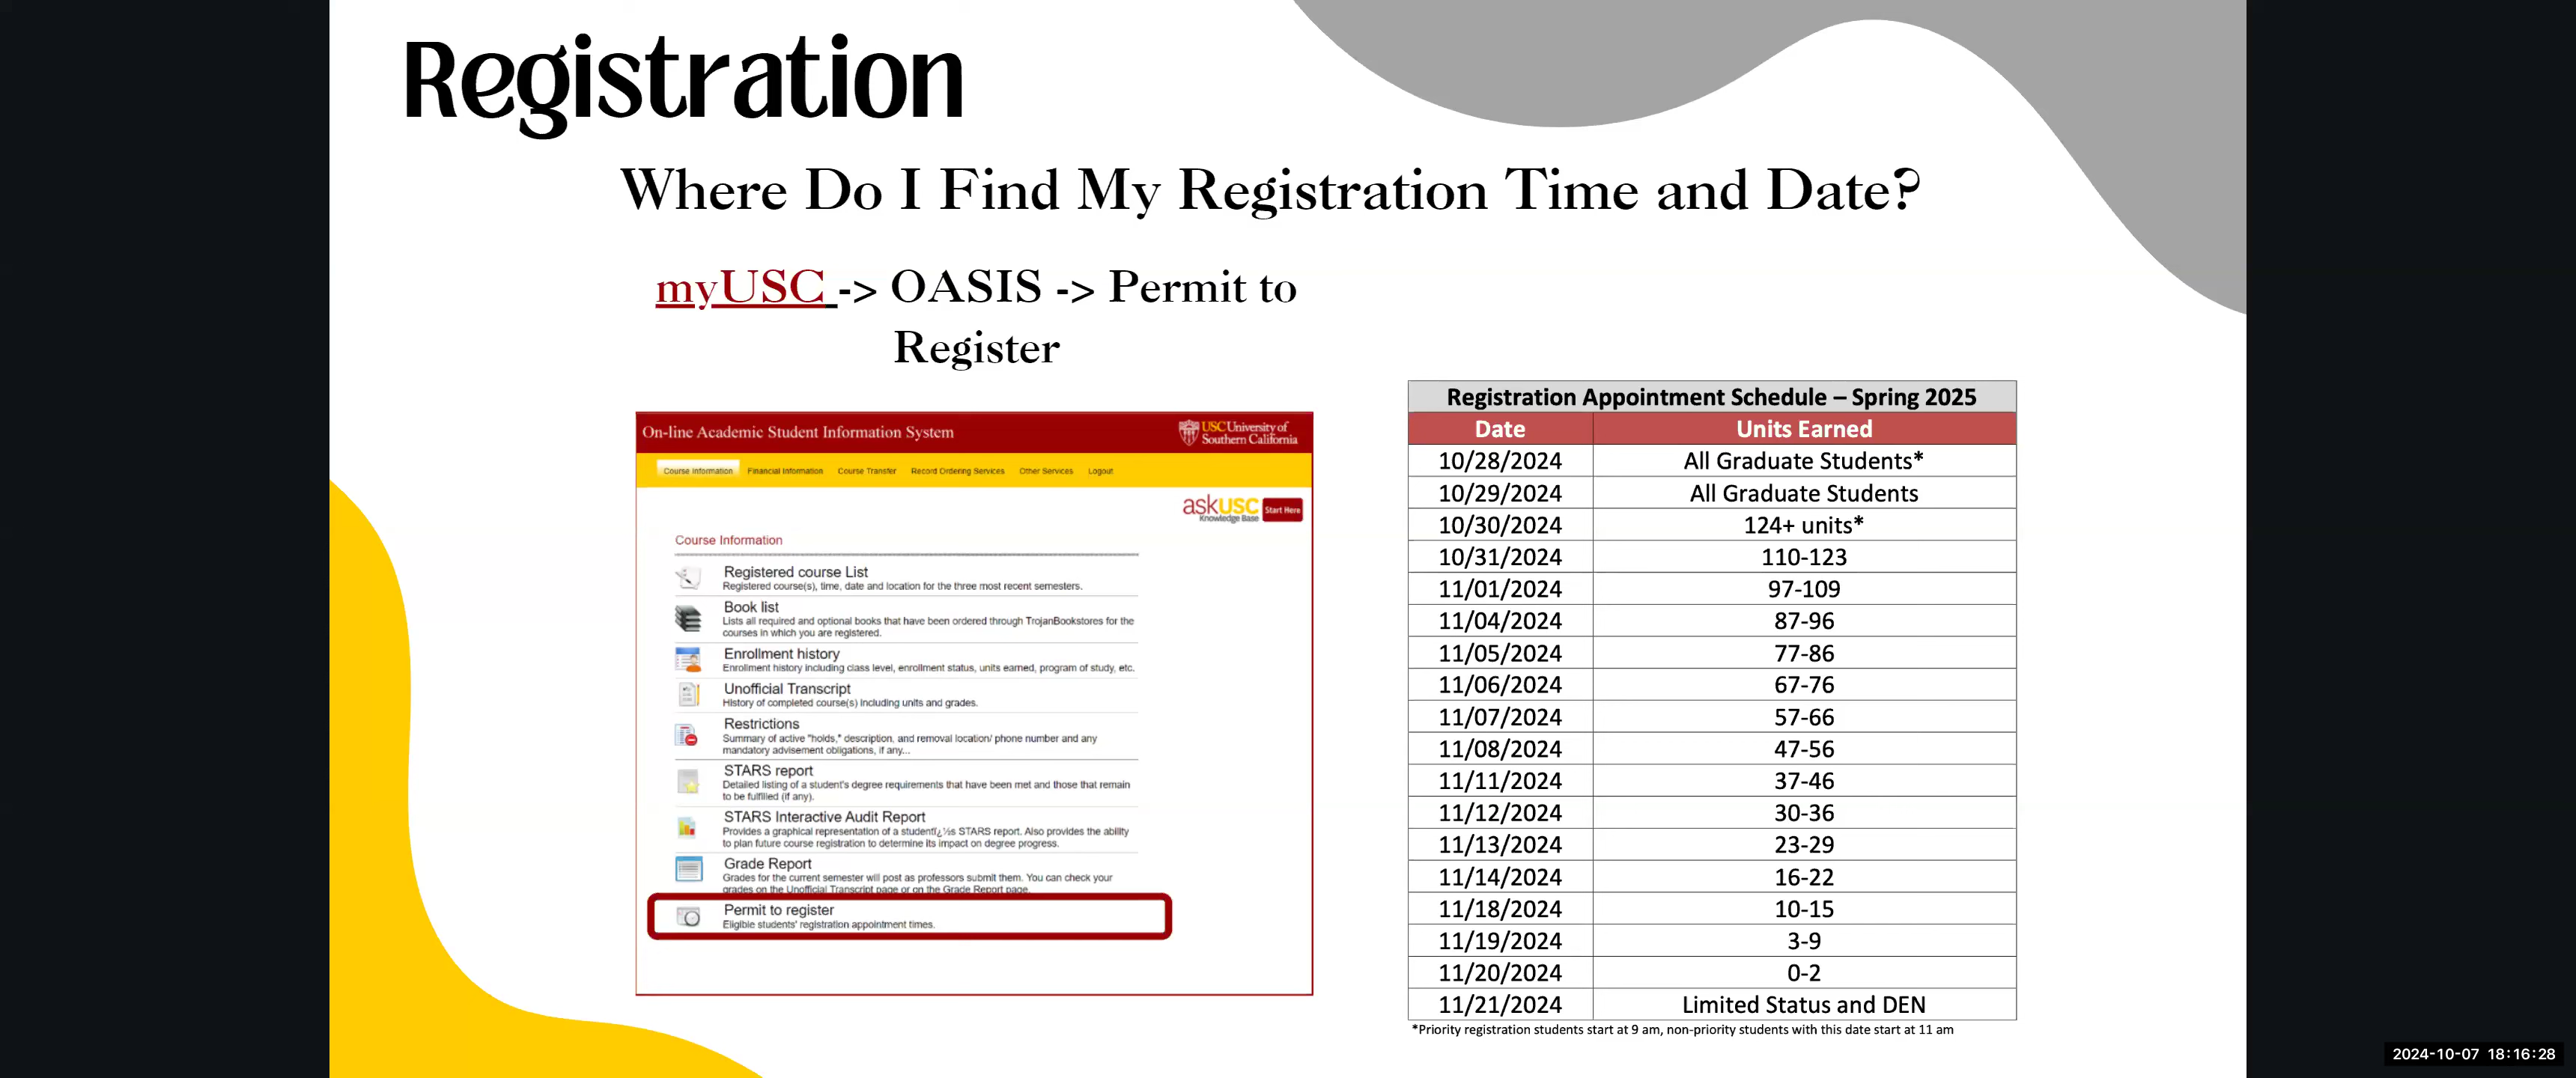 Registration
Where Do I Find My Registration Time and Date?
myUSC -> OASIS -> Permit to
Register
On-line Academic Student Information System
USC University of
Southern California
Course Information Financial Information Course Transfer Record Ordering Services Other Services Logout
askUSC
Knowledge Base
Start Here
Course Information
Registered course List
Registered course(s), time, date and location for the three most recent semesters.
Book list
Lists all required and optional books that have been ordered through TrojanBookstores for the
courses in which you are registered.
Enrollment history
Enrollment history including class level, enrollment status, units earned, program of study, etc.
Unofficial Transcript
History of completed course(s) including units and grades.
Restrictions
Summary of active "holds," description, and removal location/ phone number and any
mandatory advisement obligations, if any...
STARS report
Detailed listing of a student's degree requirements that have been met and those that remain
to be fulfilled (if any).
STARS Interactive Audit Report
Provides a graphical representation of a studentï¿½s STARS report. Also provides the ability
to plan future course registration to determine its impact on degree progress.
Grade Report
Grades for the current semester will post as professors submit them. You can check your
grades on the Unofficial Transcript page or on the Grade Report page.
Permit to register
Eligible students' registration appointment times.
Registration Appointment Schedule – Spring 2025
Date Units Earned
10/28/2024 All Graduate Students*
10/29/2024 All Graduate Students
10/30/2024 124+ units*
10/31/2024 110-123
11/01/2024 97-109
11/04/2024 87-96
11/05/2024 77-86
11/06/2024 67-76
11/07/2024 57-66
11/08/2024 47-56
11/11/2024 37-46
11/12/2024 30-36
11/13/2024 23-29
11/14/2024 16-22
11/18/2024 10-15
11/19/2024 3-9
11/20/2024 0-2
11/21/2024 Limited Status and DEN
*Priority registration students start at 9 am, non-priority students with this date start at 11 am
2024-10-07 18:16:28